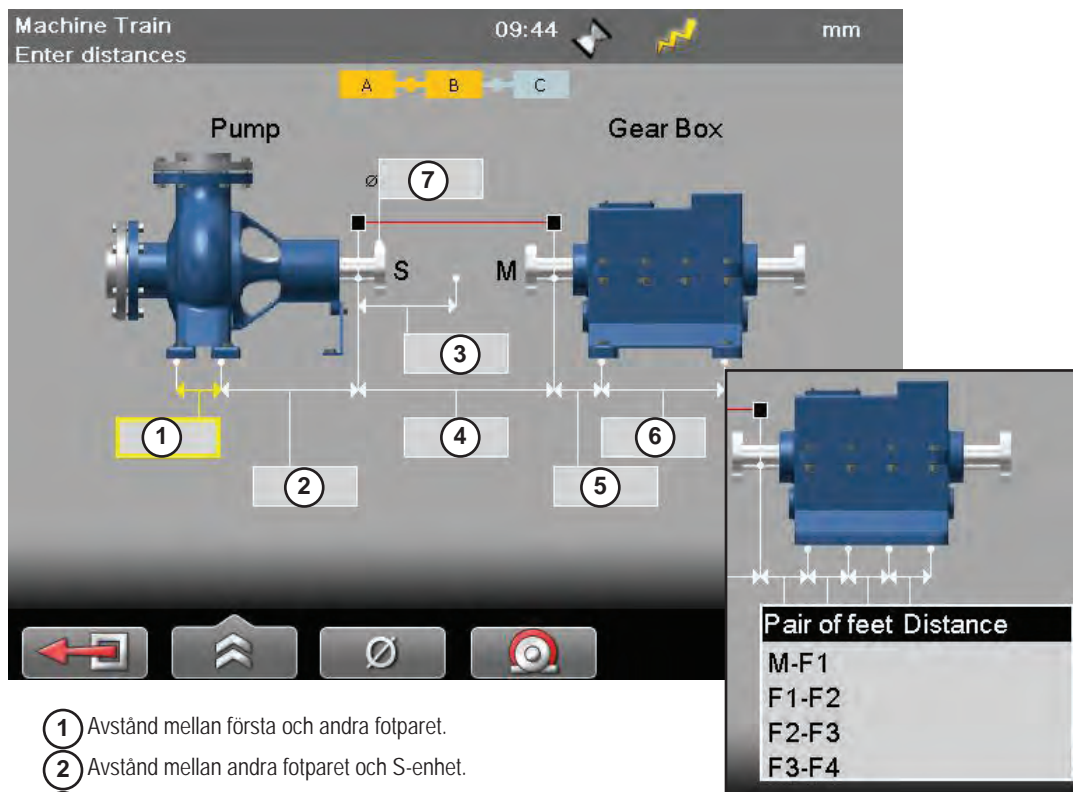 Machine Train 09:44 mm
Enter distances
A B C
Pump Gear Box
Ø 7
S M
3
1 4 6
2 5
Ø
Pair of feet Distance
M-F1
F1-F2
F2-F3
F3-F4
1 Avstånd mellan första och andra fotparet.
2 Avstånd mellan andra fotparet och S-enhet.